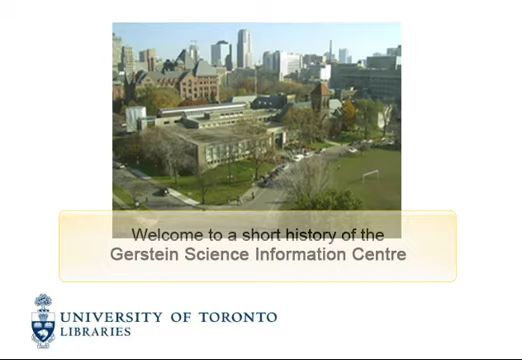 Welcome to a short history of the
Gerstein Science Information Centre
UNIVERSITY OF TORONTO
LIBRARIES